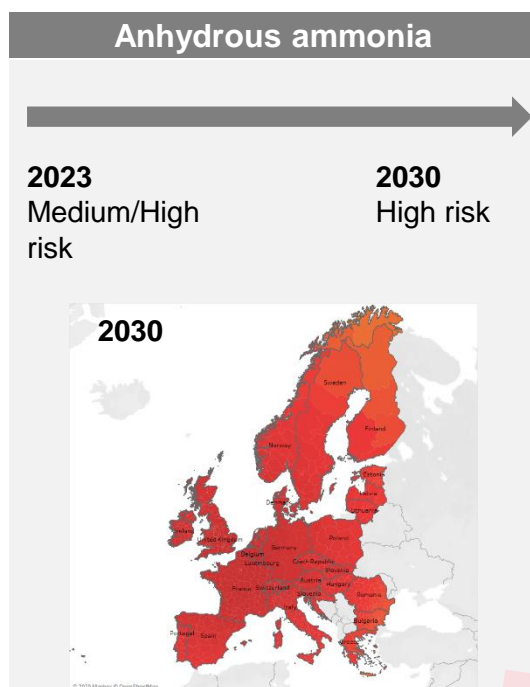 Anhydrous ammonia
2023
Medium/High
risk
2030
High risk
2030
Sweden
Finland
Norway
Estonia
Latvia
Lithuania
Denmark
Ireland
United Kingdom
Poland
Belgium
Germany
Luxembourg
Czech Republic
Slovakia
Austria
Hungary
France
Switzerland
Slovenia
Romania
Italy
Bulgaria
Portugal
Spain